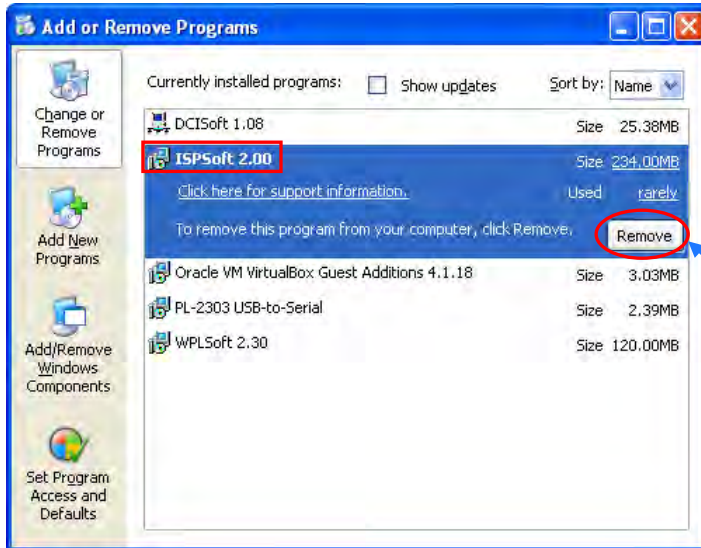 Add or Remove Programs
Currently installed programs: Show updates Sort by: Name
Change or
Remove
Programs
DCISoft 1.08 Size 25.38MB
ISPSoft 2.00 Size 234.00MB
Click here for support information. Used rarely
To remove this program from your computer, click Remove. Remove
Add New
Programs
Oracle VM VirtualBox Guest Additions 4.1.18 Size 3.03MB
PL-2303 USB-to-Serial Size 2.39MB
WPLSoft 2.30 Size 120.00MB
Add/Remove
Windows
Components
Set Program
Access and
Defaults